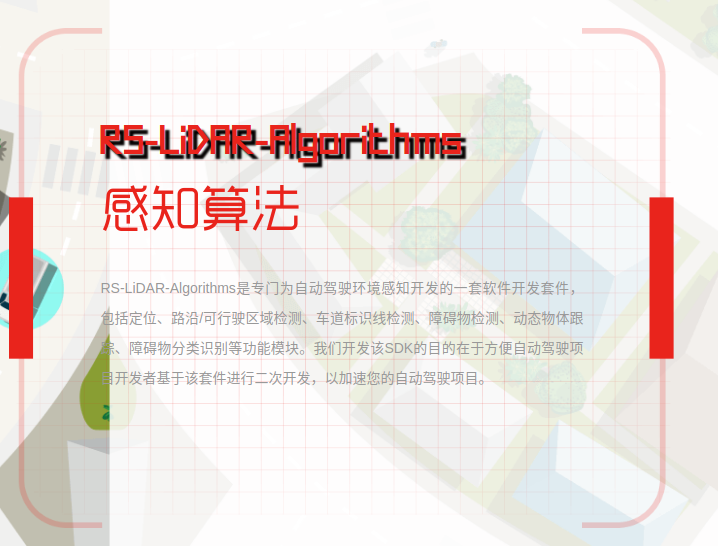 RS-LiDAR-Algorithms
感知算法
RS-LiDAR-Algorithms是专门为自动驾驶环境感知开发的一套软件开发套件，
包括定位、路沿/可行驶区域检测、车道标识线检测、障碍物检测、动态物体跟
踪、障碍物分类识别等功能模块。我们开发该SDK的目的在于方便自动驾驶项
目开发者基于该套件进行二次开发，以加速您的自动驾驶项目。